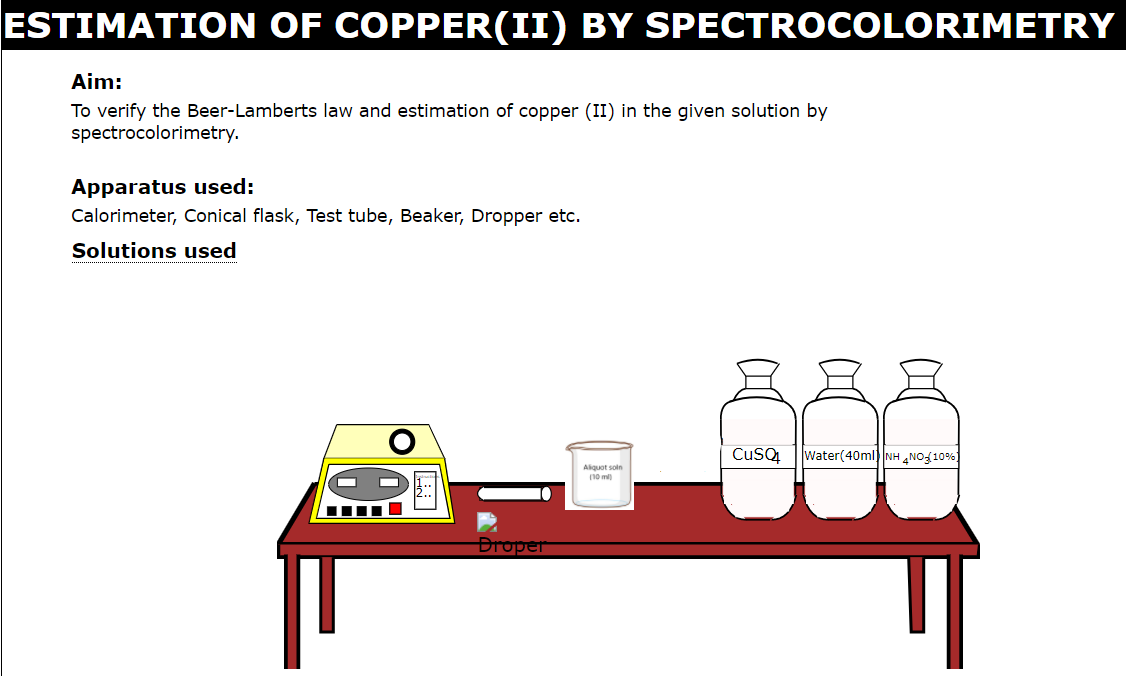 ESTIMATION OF COPPER(II) BY SPECTROCOLORIMETRY
Aim:
To verify the Beer-Lamberts law and estimation of copper (II) in the given solution by
spectrocolorimetry.
Apparatus used:
Calorimeter, Conical flask, Test tube, Beaker, Dropper etc.
Solutions used
CuSO4
Water(40ml)
NH4NO3(10%)
Aliquot soln
(10 ml)
1..
2..
Droper